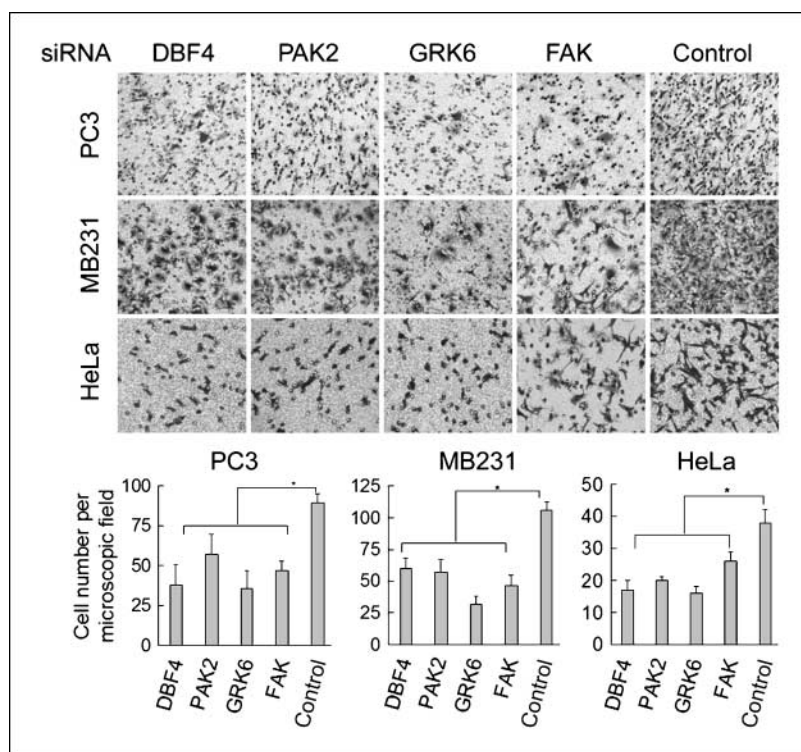 siRNA DBF4 PAK2 GRK6 FAK Control
PC3
MB231
HeLa
PC3 MB231 HeLa
Cell number per
microscopic field
100
75
50
25
0
*
DBF4
PAK2
GRK6
FAK
Control
125
100
75
50
25
0
*
DBF4
PAK2
GRK6
FAK
Control
50
40
30
20
10
0
*
DBF4
PAK2
GRK6
FAK
Control